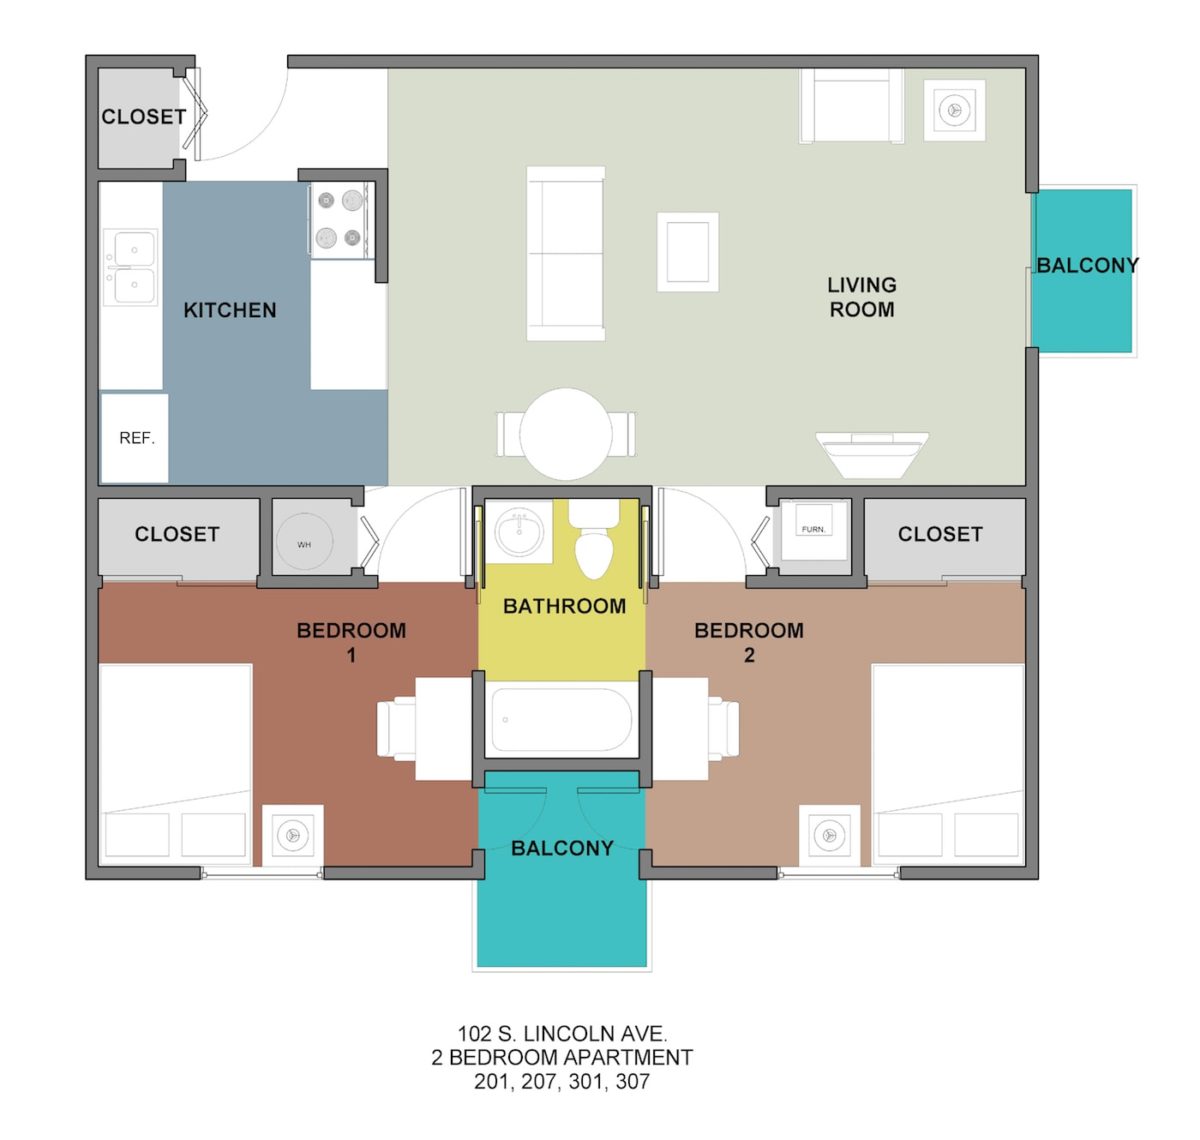 CLOSET
BALCONY
LIVING
ROOM
KITCHEN
REF.
CLOSET
WH
FURN.
CLOSET
BATHROOM
BEDROOM
1
BEDROOM
2
BALCONY
102 S. LINCOLN AVE.
2 BEDROOM APARTMENT
201, 207, 301, 307